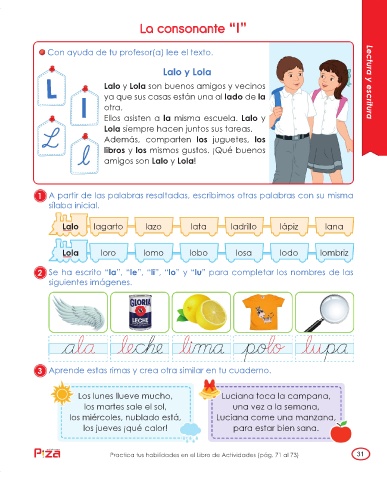 La consonante "l"
Con ayuda de tu profesor(a) lee el texto.
Lectura y escritura
L
l
L
l
Lalo y Lola
Lalo y Lola son buenos amigos y vecinos
ya que sus casas están una al lado de la
otra.
Ellos asisten a la misma escuela. Lalo y
Lola siempre hacen juntos sus tareas.
Además, comparten los juguetes, los
libros y los mismos gustos. ¡Qué buenos
amigos son Lalo y Lola!
1 A partir de las palabras resaltadas, escribimos otras palabras con su misma
sílaba inicial.
Lalo lagarto lazo lata ladrillo lápiz lana
Lola loro lomo lobo losa lodo lombriz
2 Se ha escrito "la", "le", "li", "lo" y "lu" para completar los nombres de las
siguientes imágenes.
GLORIA
LECHE
ala leche lima polo lupa
3 Aprende estas rimas y crea otra similar en tu cuaderno.
Los lunes llueve mucho,
los martes sale el sol,
los miércoles, nublado está,
los jueves ¡qué calor!
Luciana toca la campana,
una vez a la semana,
Luciana come una manzana,
para estar bien sana.
Piza
Practica tus habilidades en el Libro de Actividades (pág. 71 al 73)
31